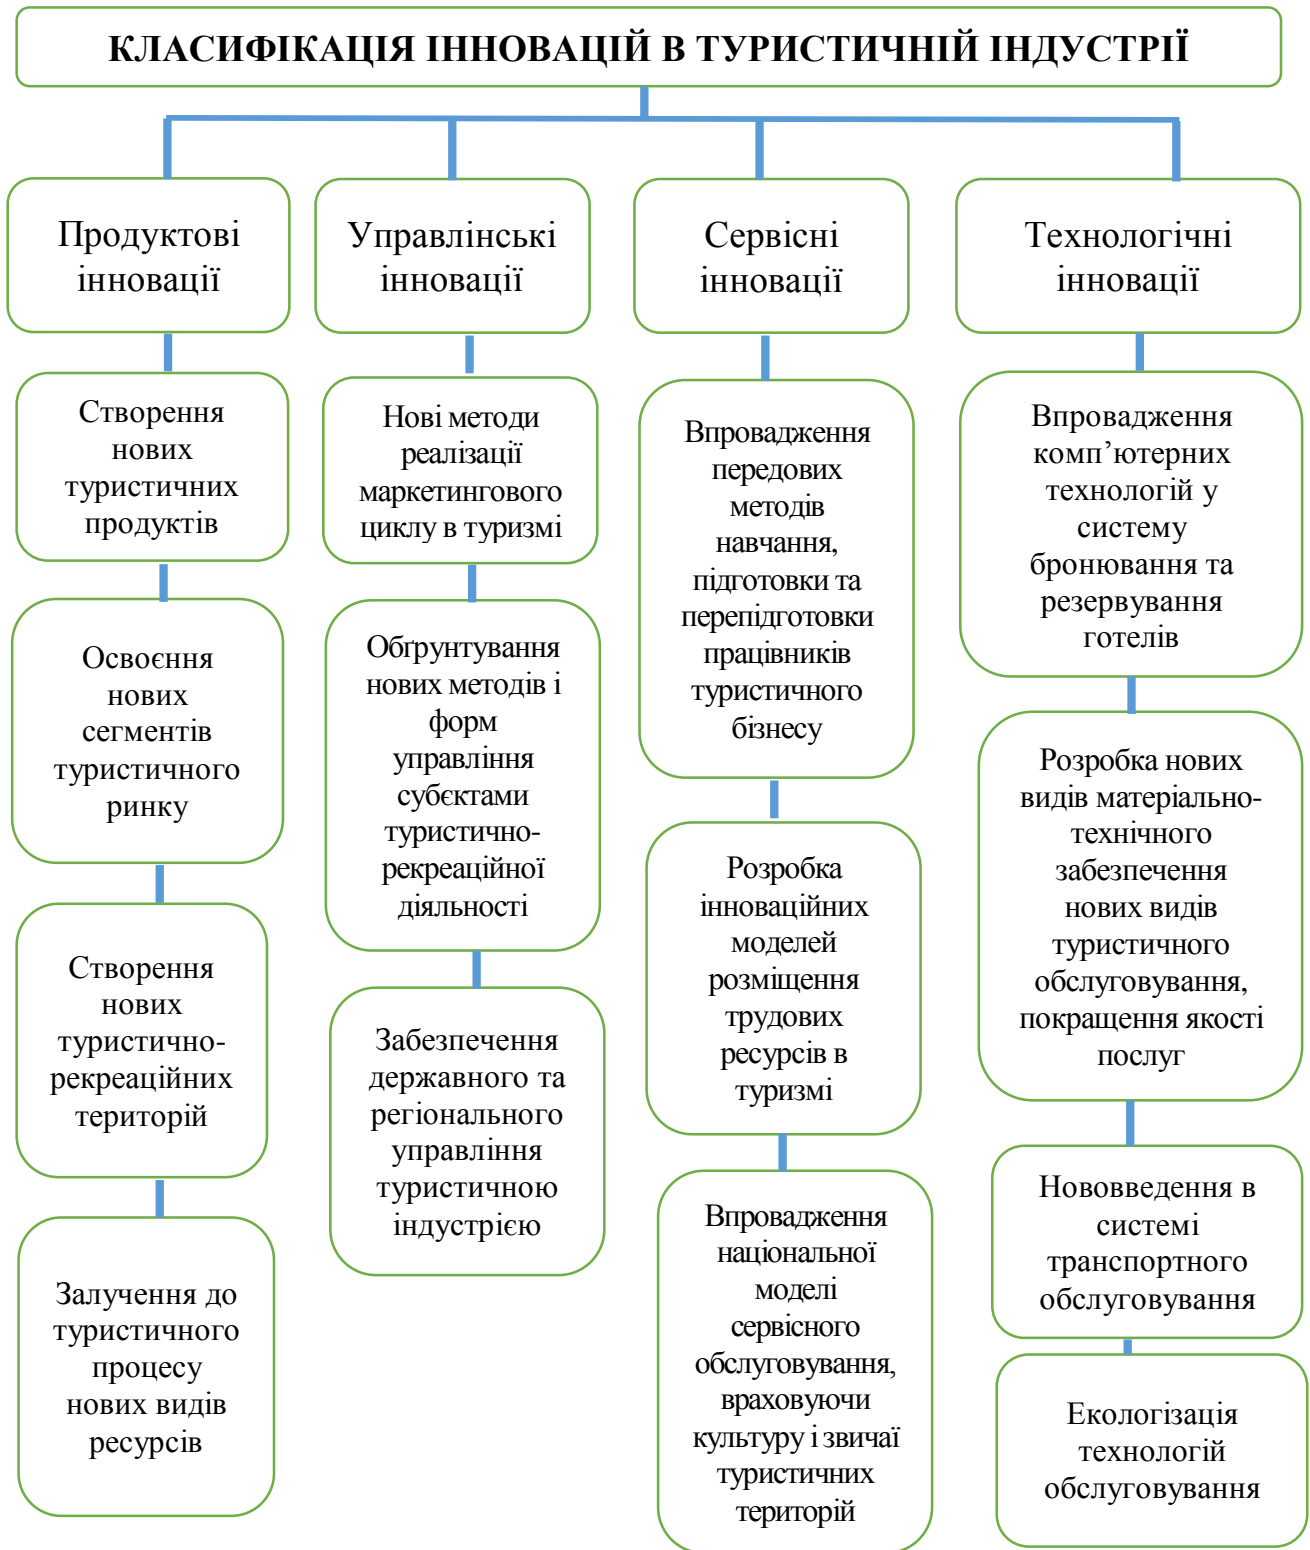 КЛАСИФІКАЦІЯ ІННОВАЦІЙ В ТУРИСТИЧНІЙ ІНДУСТРІЇ
Продуктові
інновації
Створення
нових
туристичних
продуктів
Освоєння
нових
сегментів
туристичного
ринку
Створення
нових
туристично-
рекреаційних
територій
Залучення до
туристичного
процесу
нових видів
ресурсів
Управлінські
інновації
Нові методи
реалізації
маркетингового
циклу в туризмі
Обґрунтування
нових методів і
форм
управління
субєктами
туристично-
рекреаційної
діяльності
Забезпечення
державного та
регіонального
управління
туристичною
індустрією
Сервісні
інновації
Впровадження
передових
методів
навчання,
підготовки та
перепідготовки
працівників
туристичного
бізнесу
Розробка
інноваційних
моделей
розміщення
трудових
ресурсів в
туризмі
Впровадження
національної
моделі
сервісного
обслуговування,
враховуючи
культуру і звичаї
туристичних
територій
Технологічні
інновації
Впровадження
комп’ютерних
технологій у
систему
бронювання та
резервування
готелів
Розробка нових
видів матеріально-
технічного
забезпечення
нових видів
туристичного
обслуговування,
покращення якості
послуг
Нововведення в
системі
транспортного
обслуговування
Екологізація
технологій
обслуговування